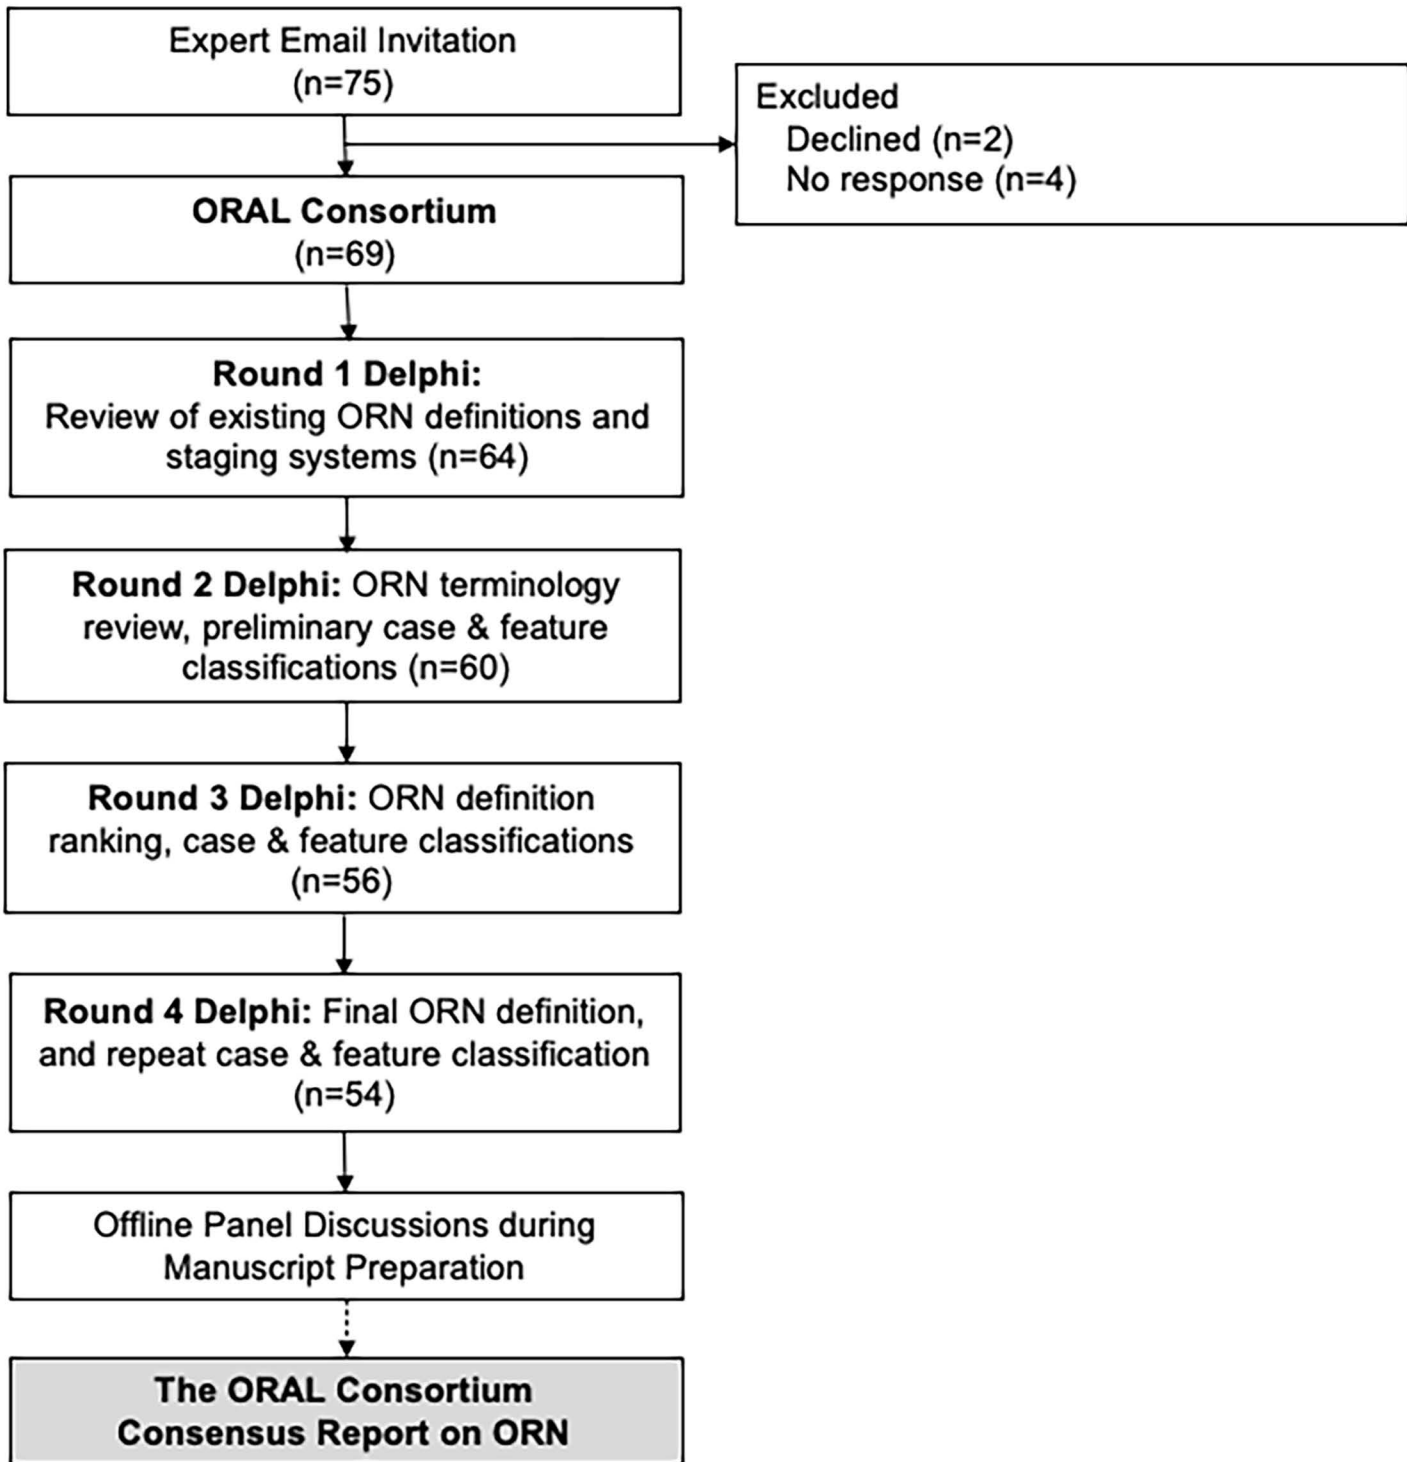 Expert Email Invitation
(n=75)
Excluded
Declined (n=2)
No response (n=4)
ORAL Consortium
(n=69)
Round 1 Delphi:
Review of existing ORN definitions and
staging systems (n=64)
Round 2 Delphi: ORN terminology
review, preliminary case & feature
classifications (n=60)
Round 3 Delphi: ORN definition
ranking, case & feature classifications
(n=56)
Round 4 Delphi: Final ORN definition,
and repeat case & feature classification
(n=54)
Offline Panel Discussions during
Manuscript Preparation
The ORAL Consortium
Consensus Report on ORN